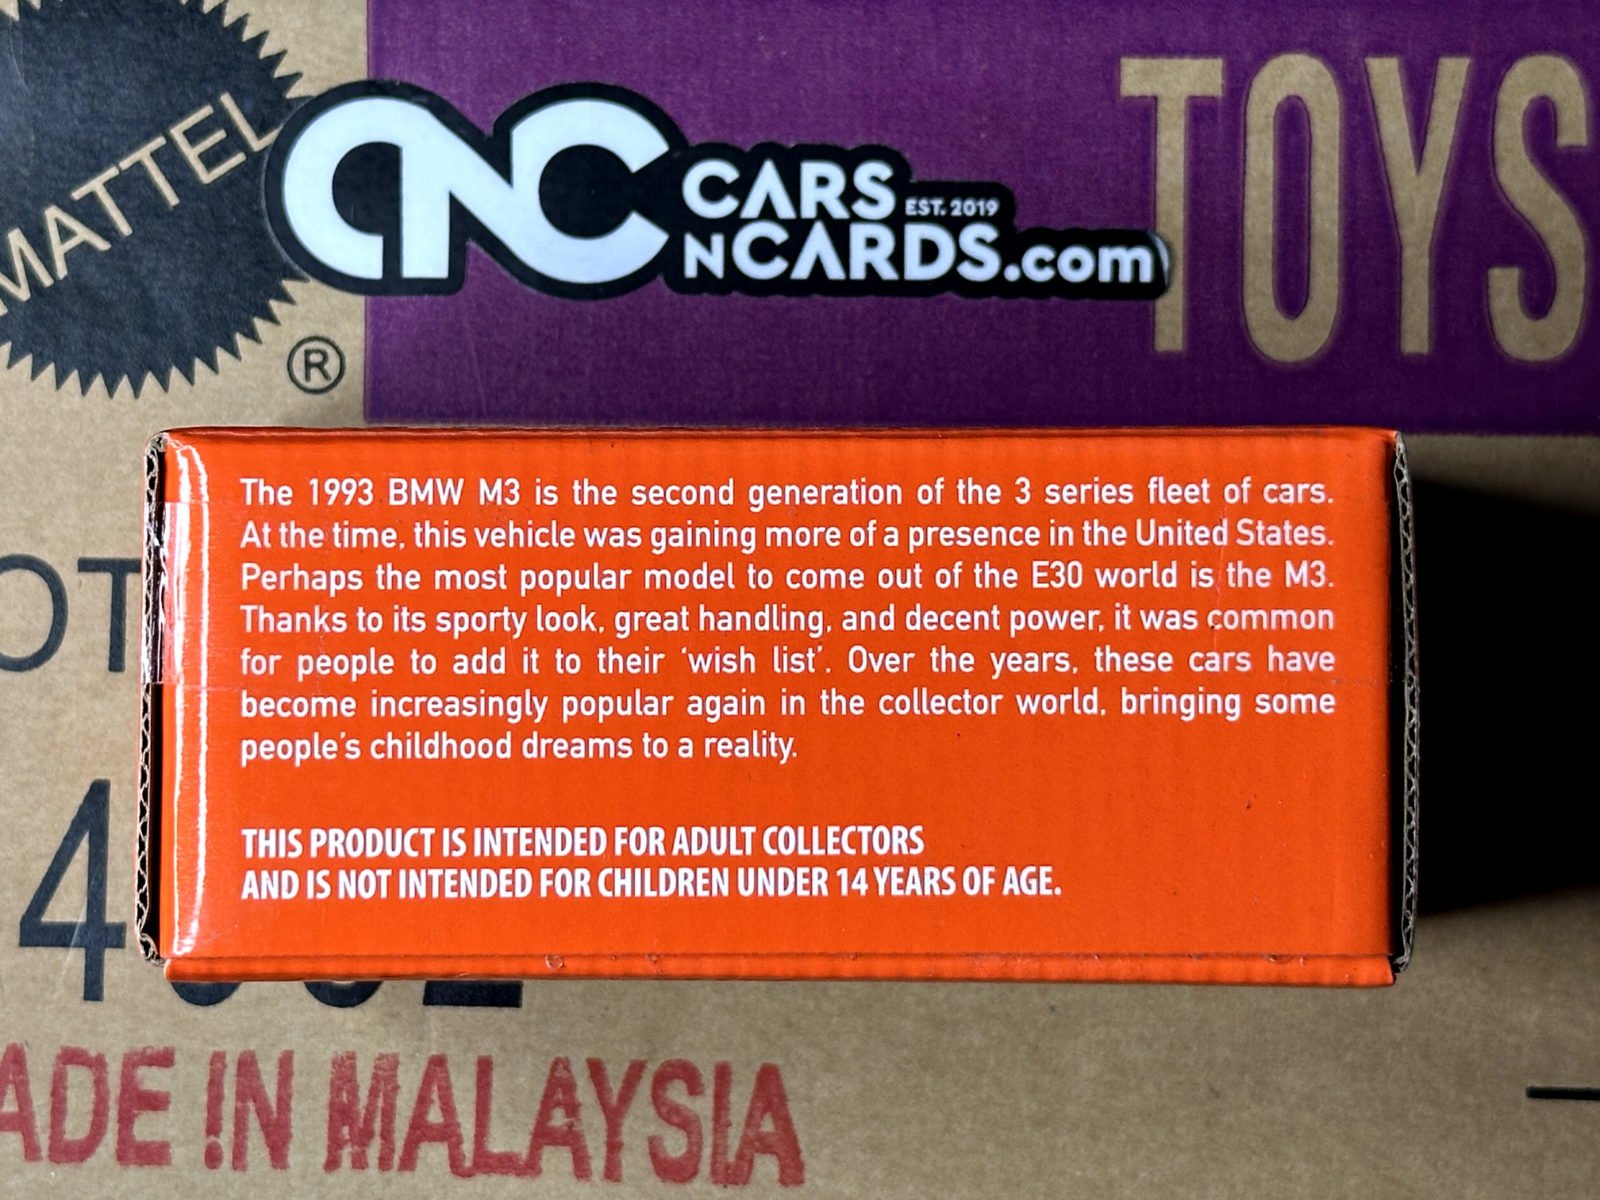 MATTEL
®
CNC
CARS EST. 2019
NCARDS.com
TOYS
The 1993 BMW M3 is the second generation of the 3 series fleet of cars.
At the time, this vehicle was gaining more of a presence in the United States.
Perhaps the most popular model to come out of the E30 world is the M3.
Thanks to its sporty look, great handling, and decent power, it was common
for people to add it to their ‘wish list’. Over the years, these cars have
become increasingly popular again in the collector world, bringing some
people’s childhood dreams to a reality.
THIS PRODUCT IS INTENDED FOR ADULT COLLECTORS
AND IS NOT INTENDED FOR CHILDREN UNDER 14 YEARS OF AGE.
OT
4
ADE IN MALAYSIA